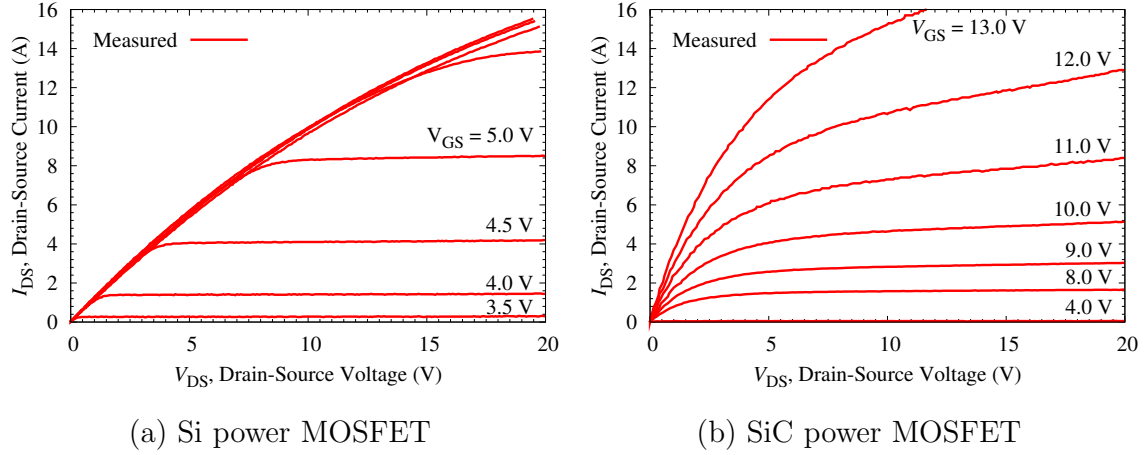 16
14
12
10
8
6
4
2
0
I_DS, Drain-Source Current (A)
Measured
V_GS = 5.0 V
4.5 V
4.0 V
3.5 V
0 5 10 15 20
V_DS, Drain-Source Voltage (V)
(a) Si power MOSFET
16
14
12
10
8
6
4
2
0
I_DS, Drain-Source Current (A)
Measured
V_GS = 13.0 V
12.0 V
11.0 V
10.0 V
9.0 V
8.0 V
4.0 V
0 5 10 15 20
V_DS, Drain-Source Voltage (V)
(b) SiC power MOSFET